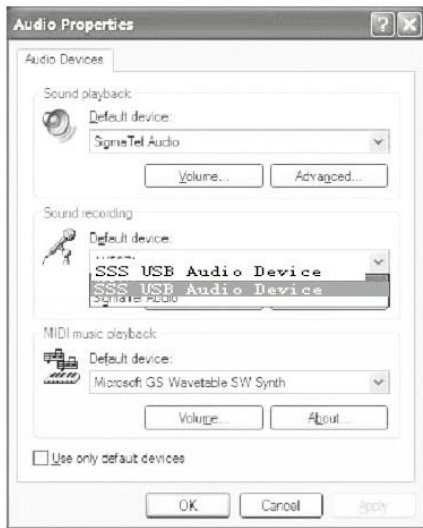 Audio Properties
Audio Devices
Sound playback
Default device:
SigmaTel Audio
Volume...
Advanced...
Sound recording
Default device:
SSS USB Audio Device
SSS USB Audio Device
SigmaTel Audio
MIDI music playback
Default device:
Microsoft GS Wavetable SW Synth
Volume...
About...
Use only default devices
OK
Cancel
Apply